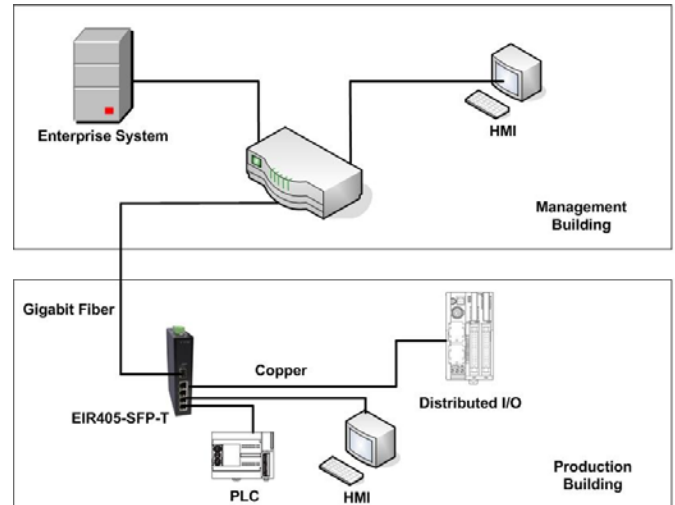 Enterprise System
HMI
Management
Building
Gigabit Fiber
Copper
EIR405-SFP-T
Distributed I/O
PLC
HMI
Production
Building